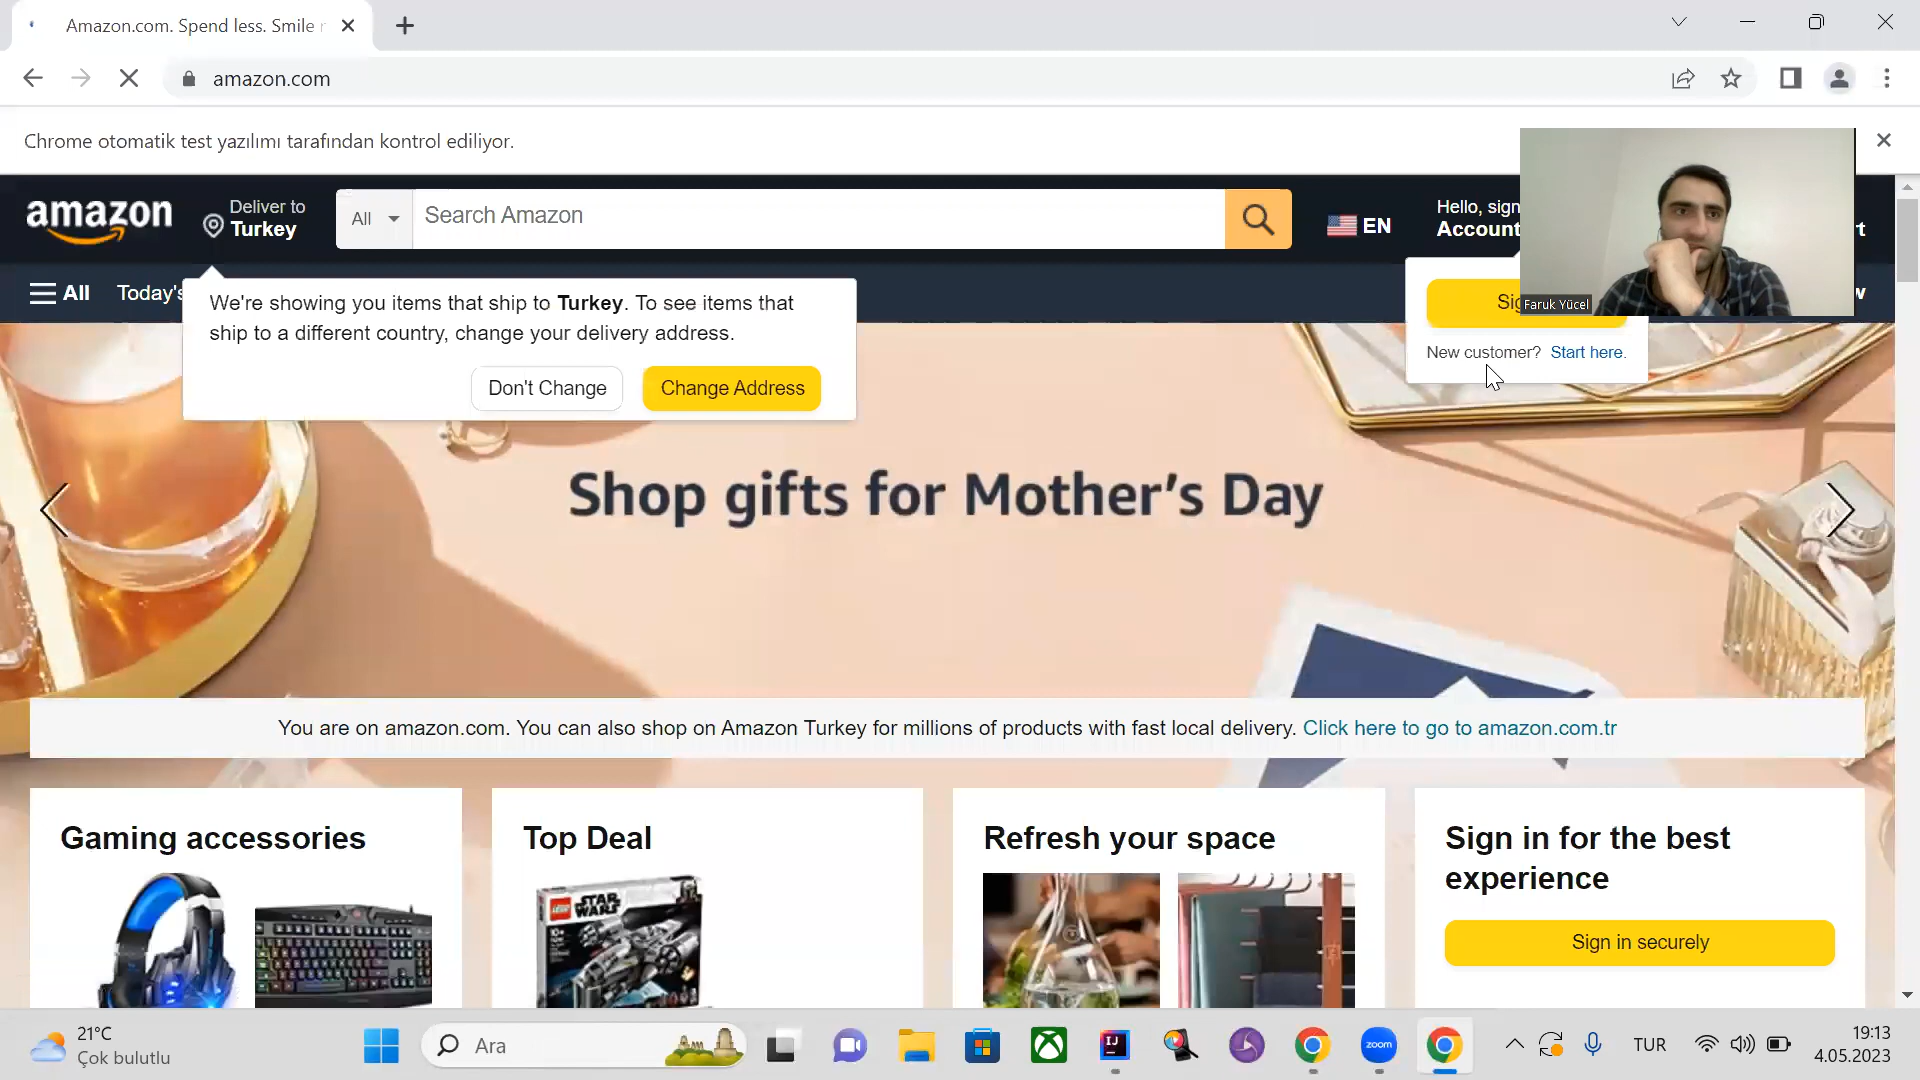 Amazon.com. Spend less. Smile
amazon.com
Chrome otomatik test yazılımı tarafından kontrol ediliyor.
amazon
Deliver to
Turkey
All
Search Amazon
EN
Hello, sign
Account
All
Today's
We're showing you items that ship to Turkey. To see items that
ship to a different country, change your delivery address.
Don't Change
Change Address
Faruk Yücel
New customer? Start here.
Shop gifts for Mother's Day
You are on amazon.com. You can also shop on Amazon Turkey for millions of products with fast local delivery. Click here to go to amazon.com.tr
Gaming accessories
Top Deal
Refresh your space
Sign in for the best
experience
LEGO
STAR
WARS
Sign in securely
21°C
Çok bulutlu
Ara
IJ
zoom
TUR
19:13
4.05.2023